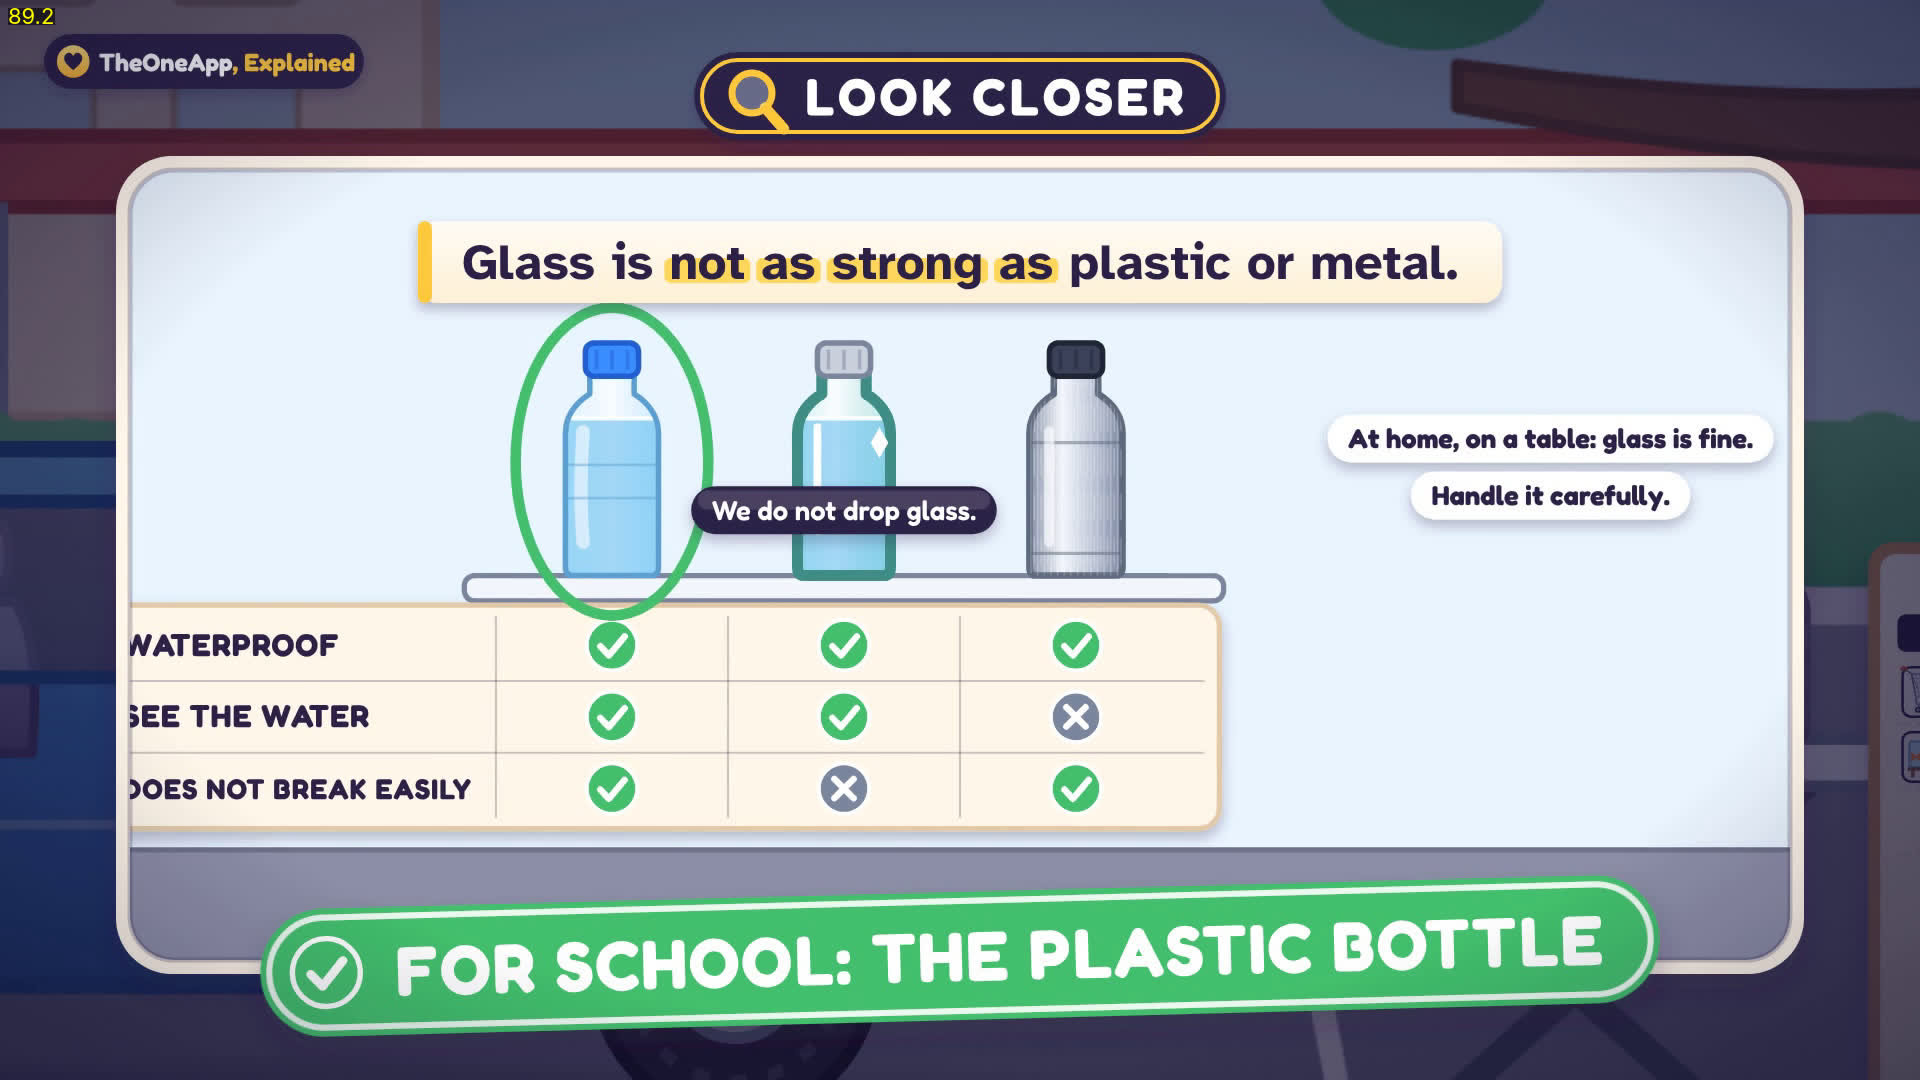 89.2
TheOneApp, Explained
LOOK CLOSER
Glass is not as strong as plastic or metal.
At home, on a table: glass is fine.
Handle it carefully.
We do not drop glass.
WATERPROOF
SEE THE WATER
DOES NOT BREAK EASILY
FOR SCHOOL: THE PLASTIC BOTTLE